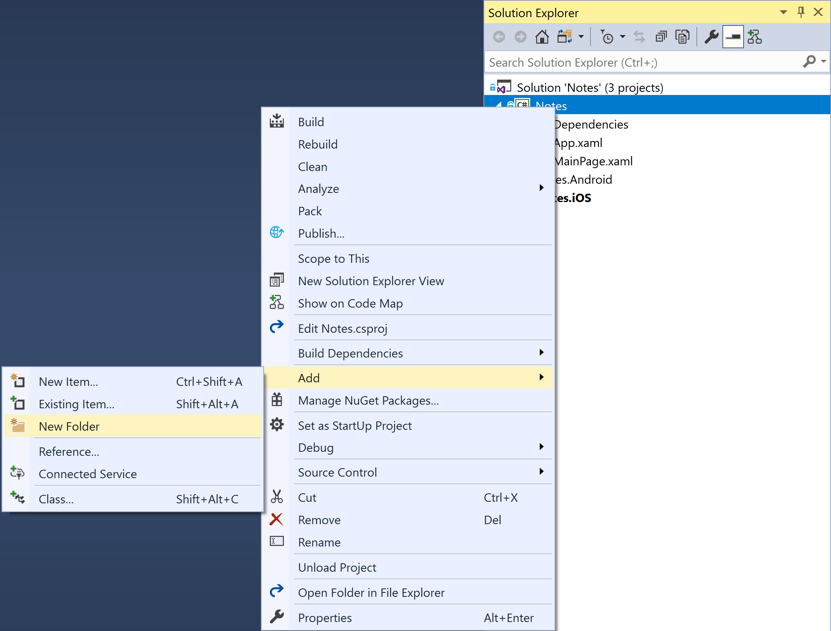 Solution Explorer
Search Solution Explorer (Ctrl+;)
Solution 'Notes' (3 projects)
C# Notes
Dependencies
App.xaml
MainPage.xaml
es.Android
tes.iOS
Build
Rebuild
Clean
Analyze
Pack
Publish...
Scope to This
New Solution Explorer View
Show on Code Map
Edit Notes.csproj
Build Dependencies
Add
Manage NuGet Packages...
Set as StartUp Project
Debug
Source Control
Cut Ctrl+X
Remove Del
Rename
Unload Project
Open Folder in File Explorer
Properties Alt+Enter
New Item... Ctrl+Shift+A
Existing Item... Shift+Alt+A
New Folder
Reference...
Connected Service
Class... Shift+Alt+C